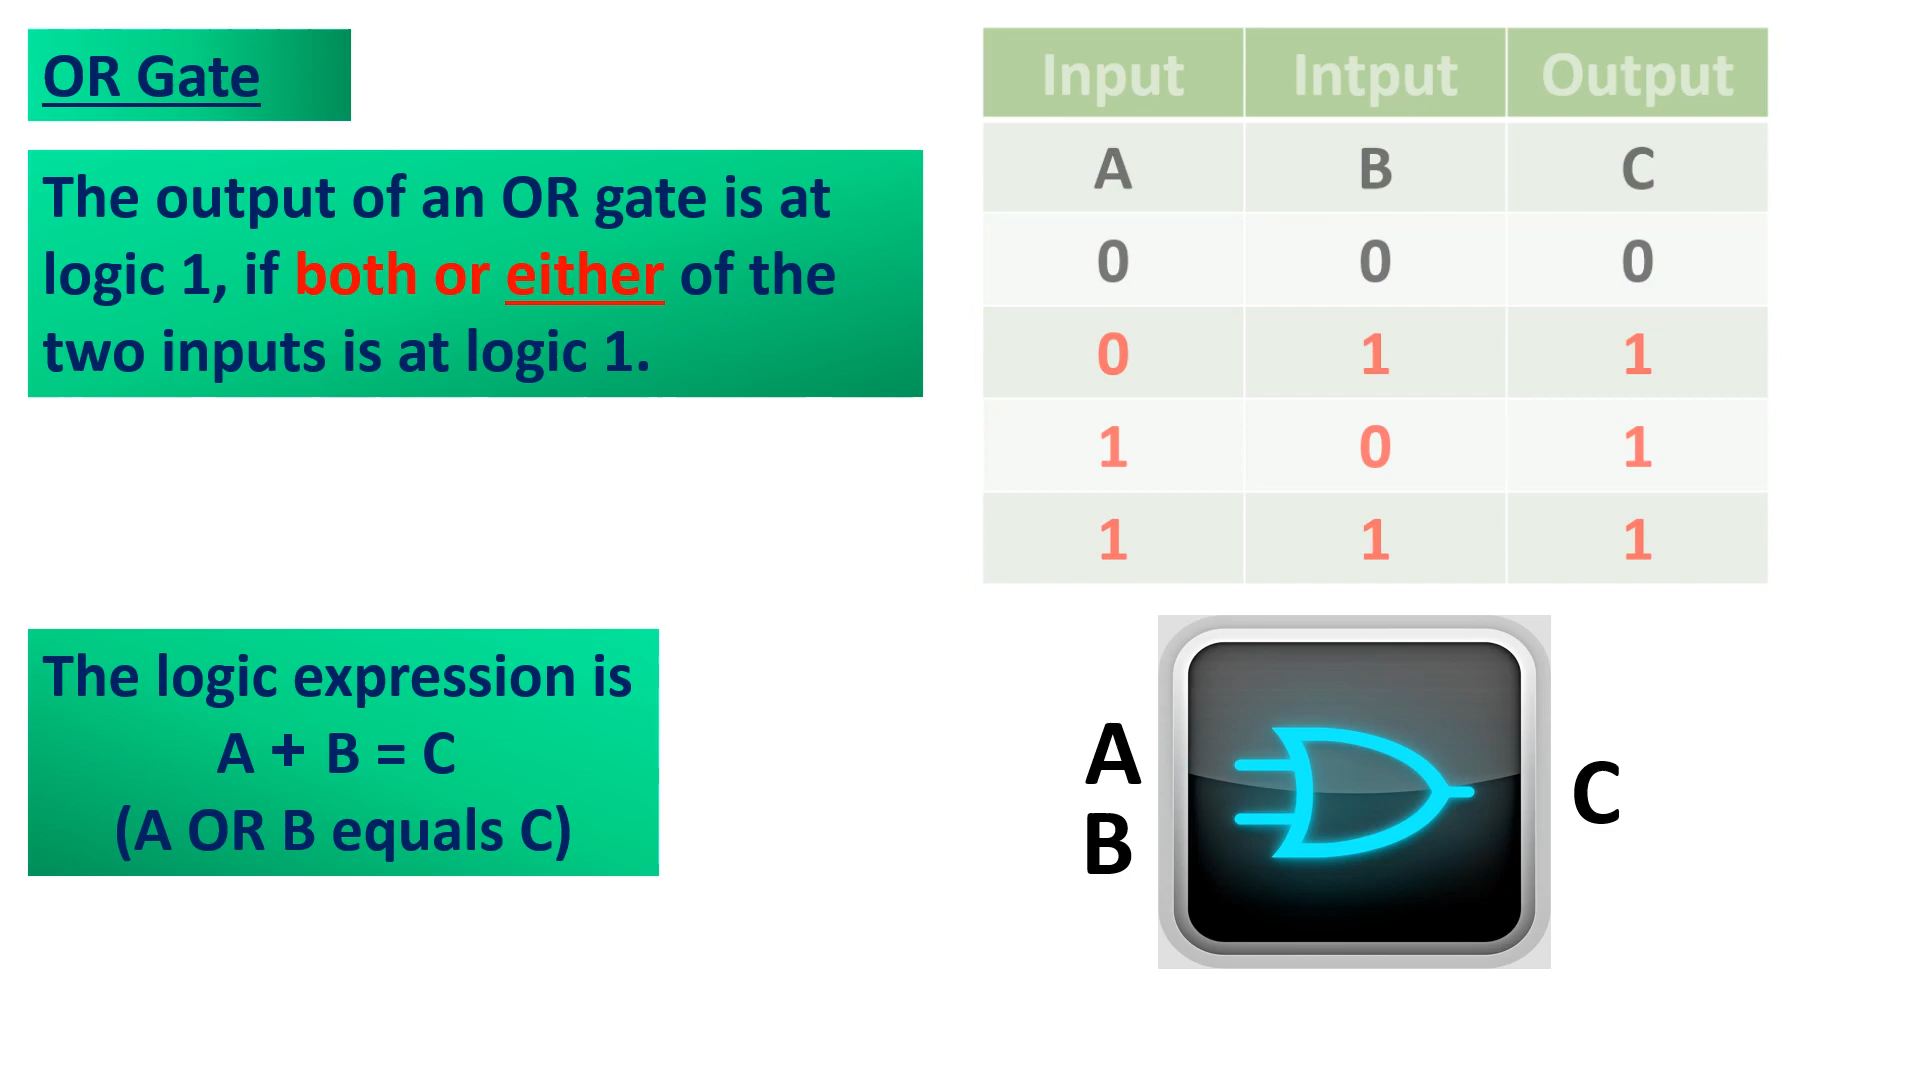 OR Gate
The output of an OR gate is at
logic 1, if both or either of the
two inputs is at logic 1.
The logic expression is
A + B = C
(A OR B equals C)
Input Intput Output
A B C
0 0 0
0 1 1
1 0 1
1 1 1
A
B
C